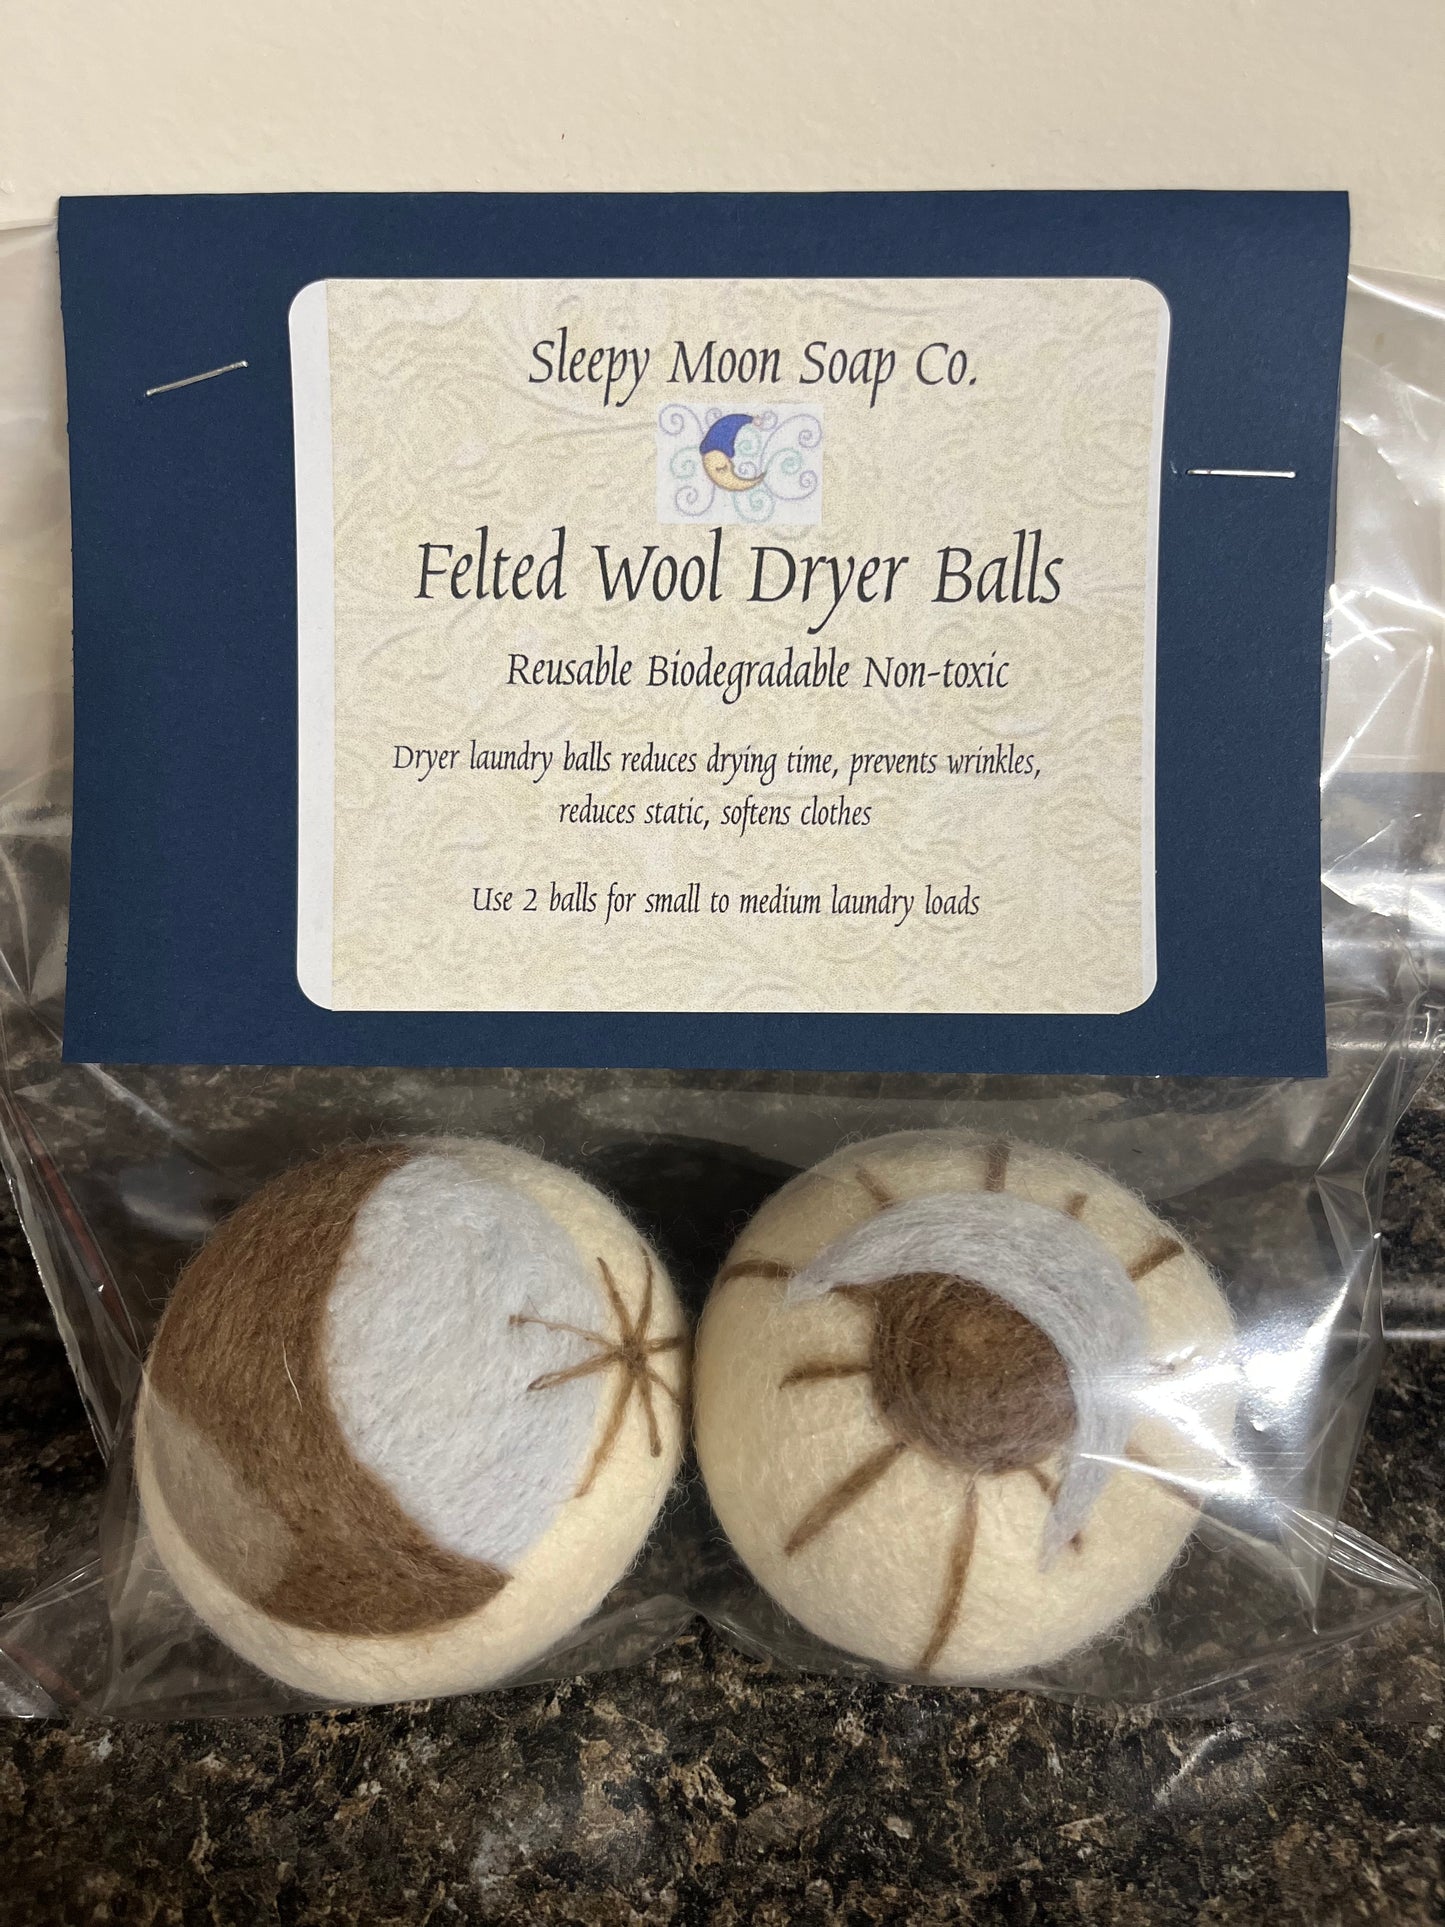 Sleepy Moon Soap Co.
Felted Wool Dryer Balls
Reusable Biodegradable Non-toxic
Dryer laundry balls reduces drying time, prevents wrinkles,
reduces static, softens clothes
Use 2 balls for small to medium laundry loads